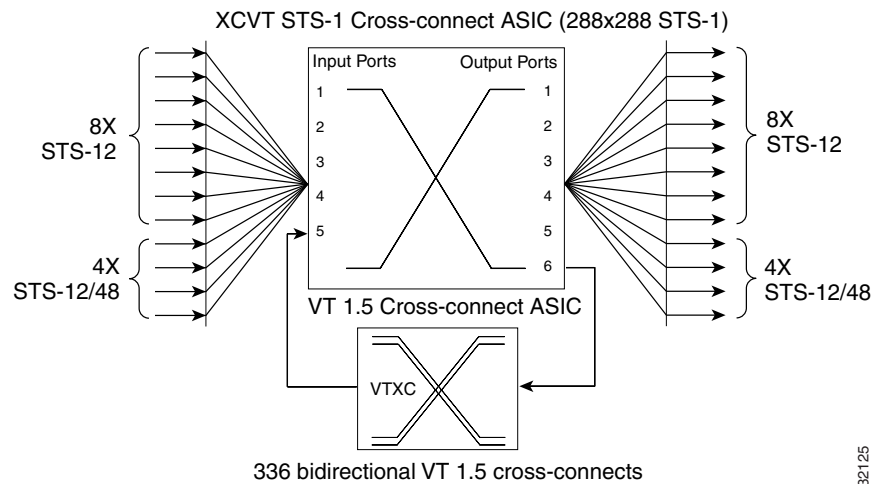 XCVT STS-1 Cross-connect ASIC (288x288 STS-1)
Input Ports
Output Ports
1
2
3
4
5
1
2
3
4
5
6
8X
STS-12
4X
STS-12/48
8X
STS-12
4X
STS-12/48
VT 1.5 Cross-connect ASIC
VTXC
336 bidirectional VT 1.5 cross-connects
32125